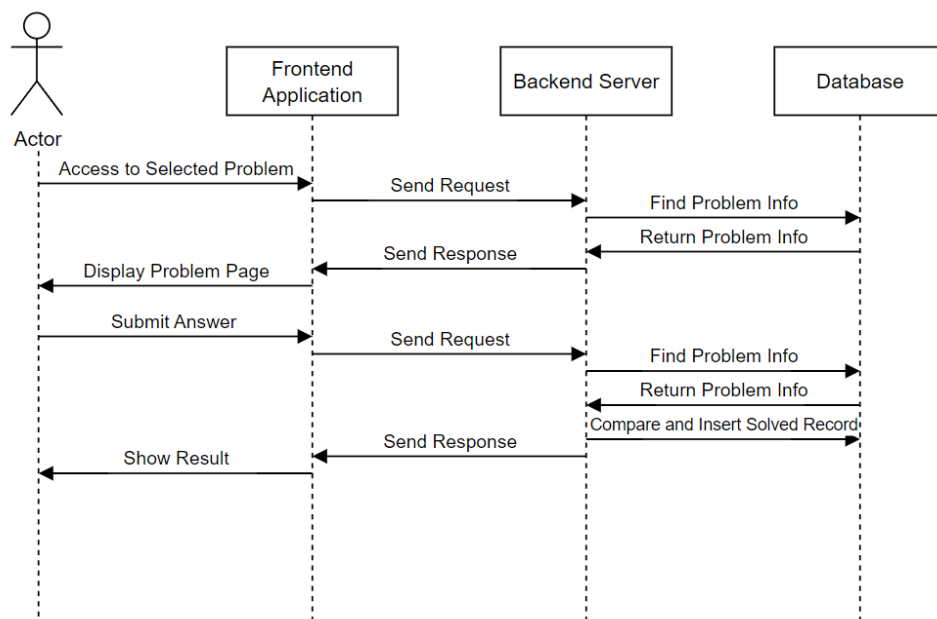 Frontend
Application
Backend Server
Database
Actor
Access to Selected Problem
Send Request
Find Problem Info
Return Problem Info
Send Response
Display Problem Page
Submit Answer
Send Request
Find Problem Info
Return Problem Info
Compare and Insert Solved Record
Send Response
Show Result